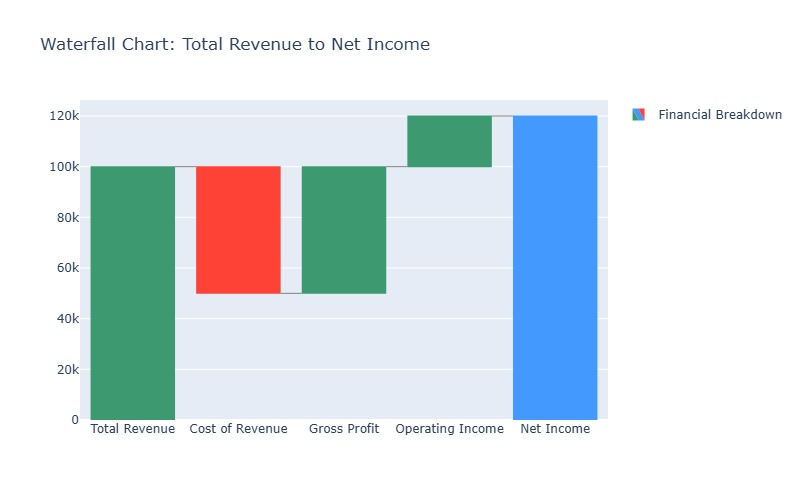 Waterfall Chart: Total Revenue to Net Income
120k
100k
80k
60k
40k
20k
0
Total Revenue
Cost of Revenue
Gross Profit
Operating Income
Net Income
Financial Breakdown